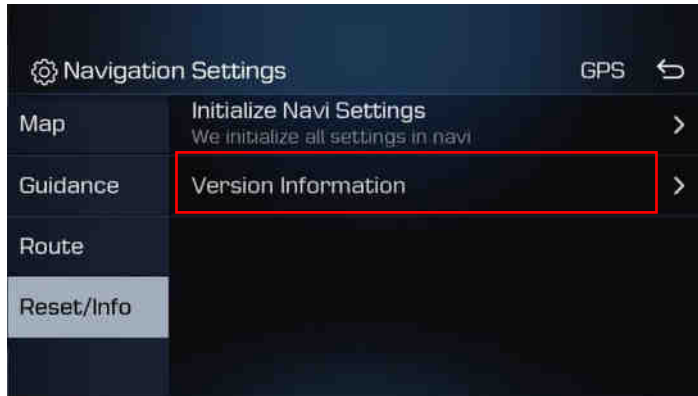 Navigation Settings
GPS
Map
Initialize Navi Settings
We initialize all settings in navi
Guidance
Version Information
Route
Reset/Info